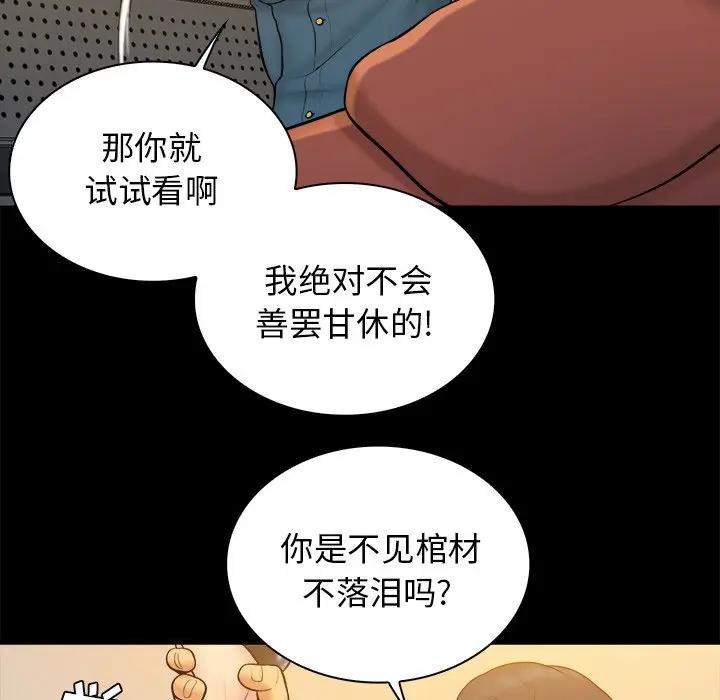 那你就
试试看啊
我绝对不会
善罢甘休的!
你是不见棺材
不落泪吗?